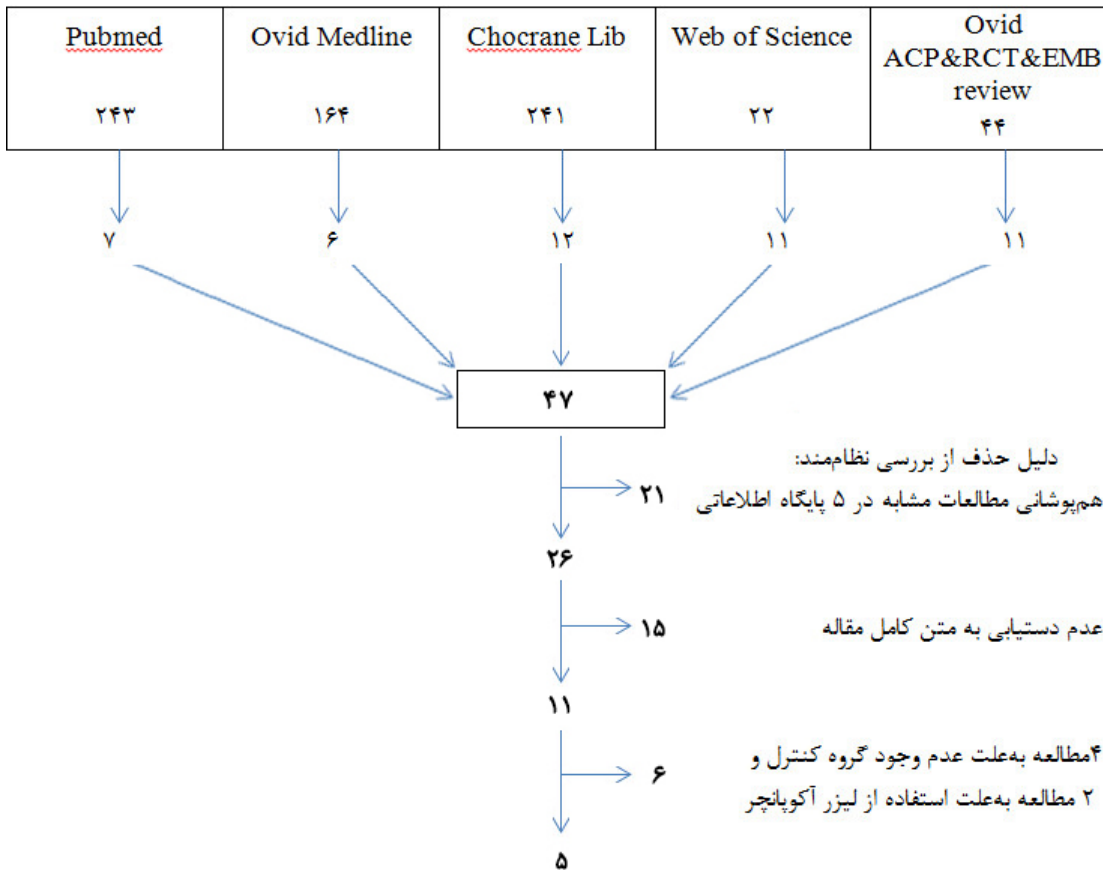 Pubmed
۲۴۳
Ovid Medline
۱۶۴
Chocrane Lib
۲۴۱
Web of Science
۲۲
Ovid
ACP&RCT&EMB
review
۴۴
۷
۶
۱۲
۱۱
۱۱
۴۷
دلیل حذف از بررسی نظام‌مند:
هم‌پوشانی مطالعات مشابه در ۵ پایگاه اطلاعاتی
۲۱
۲۶
عدم دستیابی به متن کامل مقاله
۱۵
۱۱
۴مطالعه به‌علت عدم وجود گروه کنترل و
۲ مطالعه به‌علت استفاده از لیزر آکوپانچر
۶
۵